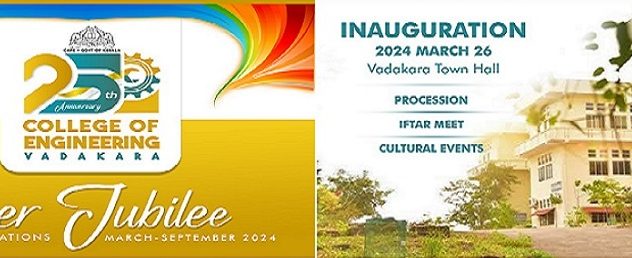 CAPE - GOVT OF KERALA
25th
Anniversary
COLLEGE OF
ENGINEERING
VADAKARA
er Jubilee
ATIONS MARCH-SEPTEMBER 2024
INAUGURATION
2024 MARCH 26
Vadakara Town Hall
PROCESSION
IFTAR MEET
CULTURAL EVENTS